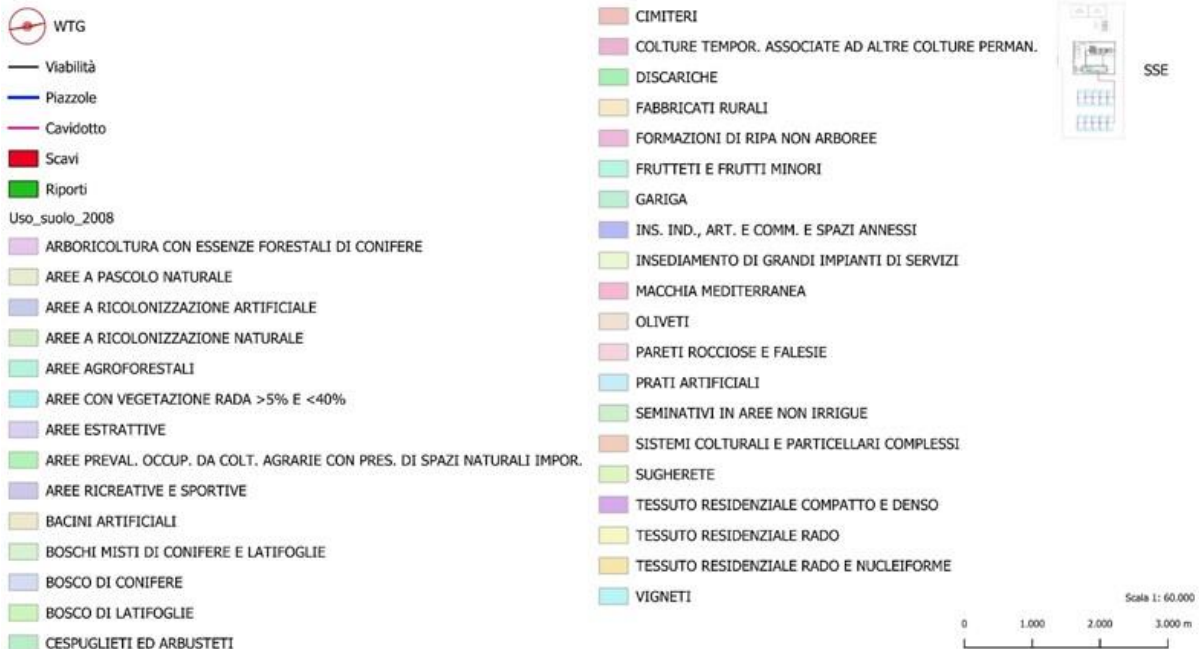 WTG
Viabilità
Piazzole
Cavidotto
Scavi
Riporti
Uso_suolo_2008
ARBORICOLTURA CON ESSENZE FORESTALI DI CONIFERE
AREE A PASCOLO NATURALE
AREE A RICOLONIZZAZIONE ARTIFICIALE
AREE A RICOLONIZZAZIONE NATURALE
AREE AGROFORESTALI
AREE CON VEGETAZIONE RADA >5% E <40%
AREE ESTRATTIVE
AREE PREVAL. OCCUP. DA COLT. AGRARIE CON PRES. DI SPAZI NATURALI IMPOR.
AREE RICREATIVE E SPORTIVE
BACINI ARTIFICIALI
BOSCHI MISTI DI CONIFERE E LATIFOGLIE
BOSCO DI CONIFERE
BOSCO DI LATIFOGLIE
CESPUGLIETI ED ARBUSTETI
CIMITERI
COLTURE TEMPOR. ASSOCIATE AD ALTRE COLTURE PERMAN.
DISCARICHE
FABBRICATI RURALI
FORMAZIONI DI RIPA NON ARBOREE
FRUTTETI E FRUTTI MINORI
GARIGA
INS. IND., ART. E COMM. E SPAZI ANNESSI
INSEDIAMENTO DI GRANDI IMPIANTI DI SERVIZI
MACCHIA MEDITERRANEA
OLIVETI
PARETI ROCCIOSE E FALESIE
PRATI ARTIFICIALI
SEMINATIVI IN AREE NON IRRIGUE
SISTEMI COLTURALI E PARTICELLARI COMPLESSI
SUGHERETE
TESSUTO RESIDENZIALE COMPATTO E DENSO
TESSUTO RESIDENZIALE RADO
TESSUTO RESIDENZIALE RADO E NUCLEIFORME
VIGNETI
SSE
Scala 1: 60.000
0 1.000 2.000 3.000 m